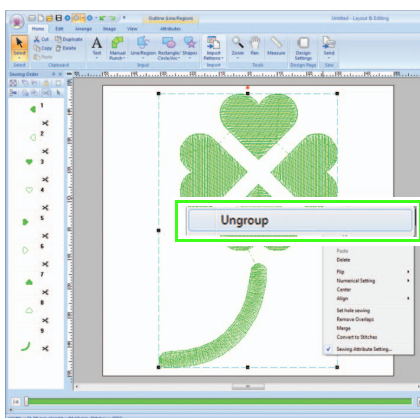 Outline (Line/Region)
Untitled - Layout & Editing
Home Edit Arrange Image View Attributes
Select
Cut Duplicate
Copy Delete
Paste
Text
Manual Punch
Line/Region
Rectangle/ Circle/Arc
Shapes
Import Patterns
Zoom
Pan
Measure
Design Settings
Send
Select Clipboard Input Import Tools Design Page Sew
Sewing Order
1
2
3
4
5
6
7
8
9
Ungroup
Paste
Delete
Flip
Numerical Setting
Center
Align
Set hole sewing
Remove Overlaps
Merge
Convert to Stitches
Sewing Attribute Setting...